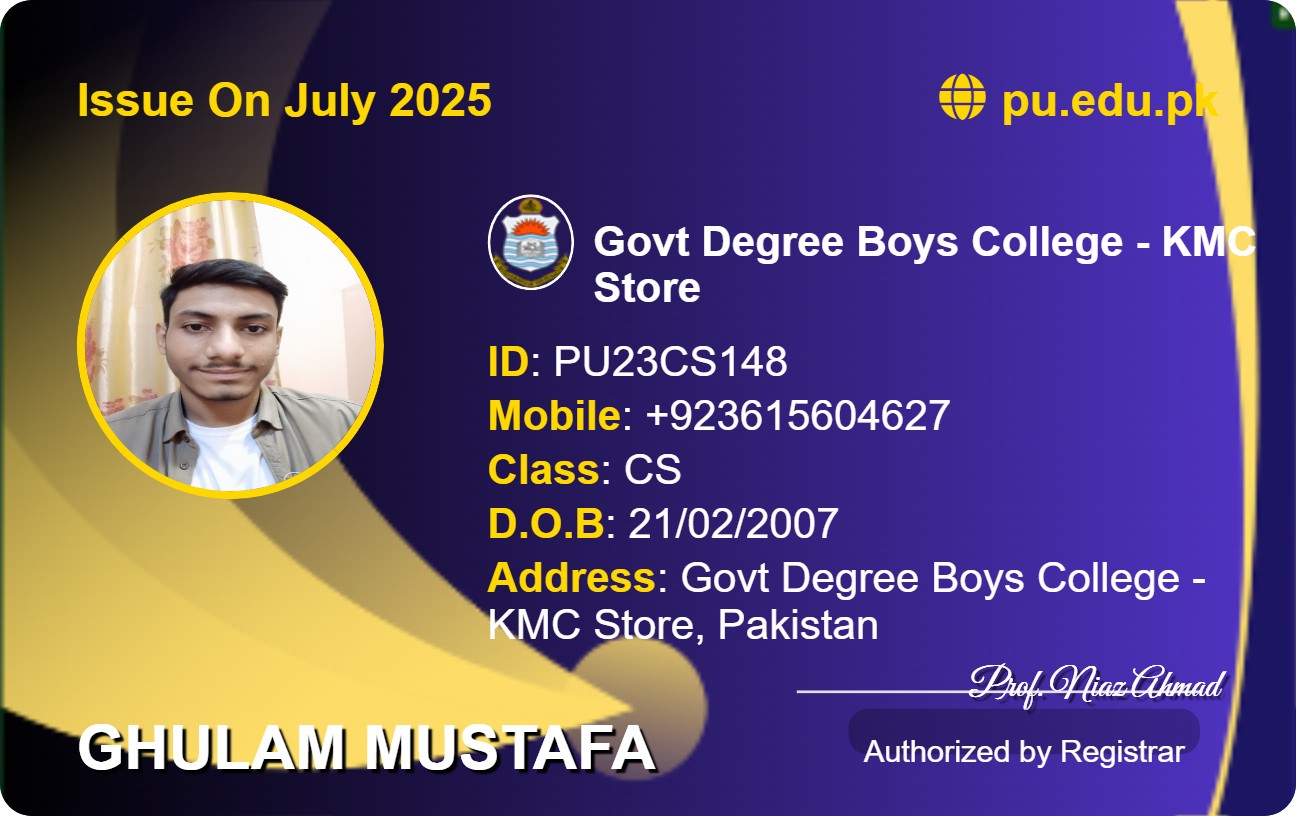 Issue On July 2025
pu.edu.pk
Govt Degree Boys College - KMC
Store
ID: PU23CS148
Mobile: +923615604627
Class: CS
D.O.B: 21/02/2007
Address: Govt Degree Boys College -
KMC Store, Pakistan
Prof. Niaz Ahmad
GHULAM MUSTAFA
Authorized by Registrar